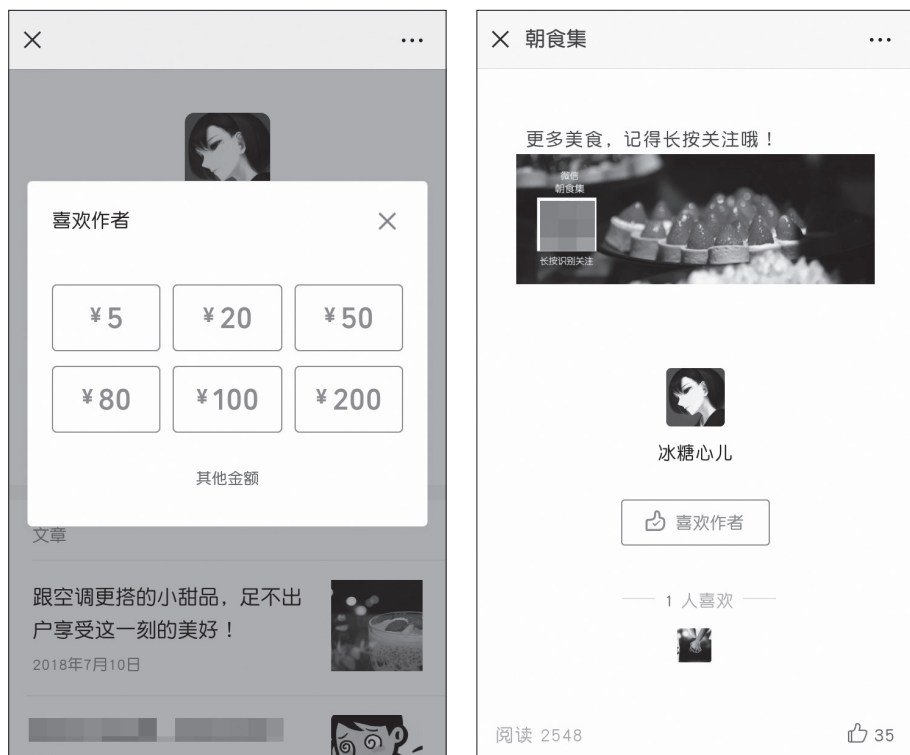 喜欢作者
¥5
¥20
¥50
¥80
¥100
¥200
其他金额
文章
跟空调更搭的小甜品，足不出
户享受这一刻的美好！
2018年7月10日
朝食集
更多美食，记得长按关注哦！
微信
朝食集
长按识别关注
冰糖心儿
喜欢作者
1 人喜欢
阅读 2548
35